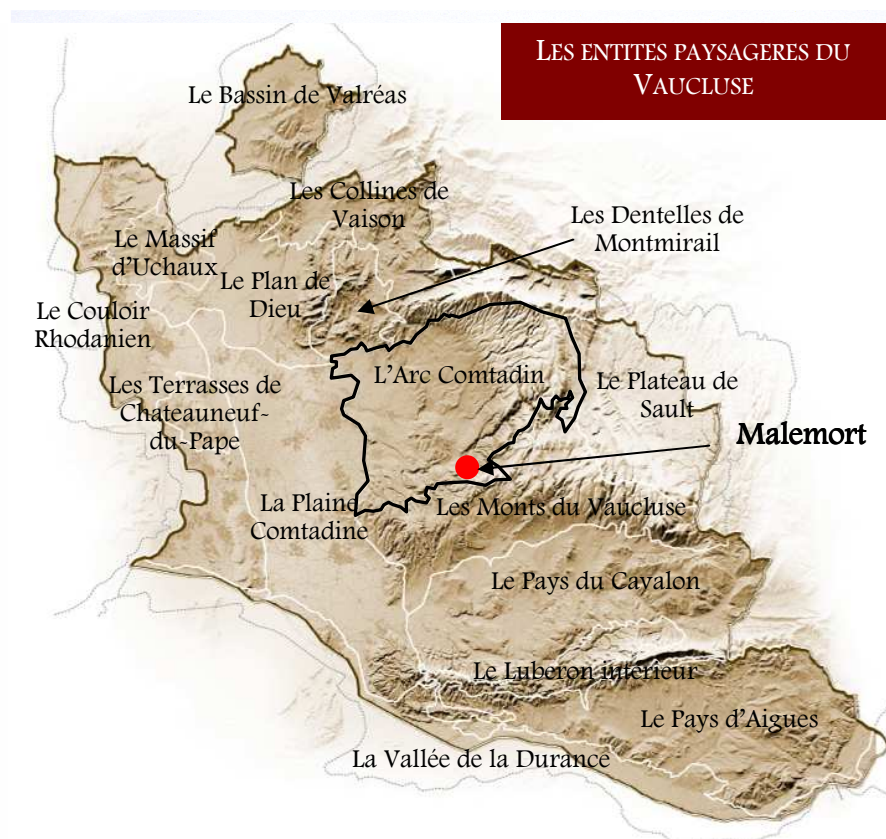 LES ENTITES PAYSAGERES DU
VAUCLUSE
Le Bassin de Valréas
Les Collines de
Vaison
Les Dentelles de
Montmirail
Le Massif
d'Uchaux
Le Plan de
Dieu
Le Couloir
Rhodanien
L'Arc Comtadin
Les Terrasses de
Chateauneuf-
du-Pape
Le Plateau de
Sault
Malemort
La Plaine
Comtadine
Les Monts du Vaucluse
Le Pays du Cayalon
Le Luberon intérieur
Le Pays d'Aigues
La Vallée de la Durance